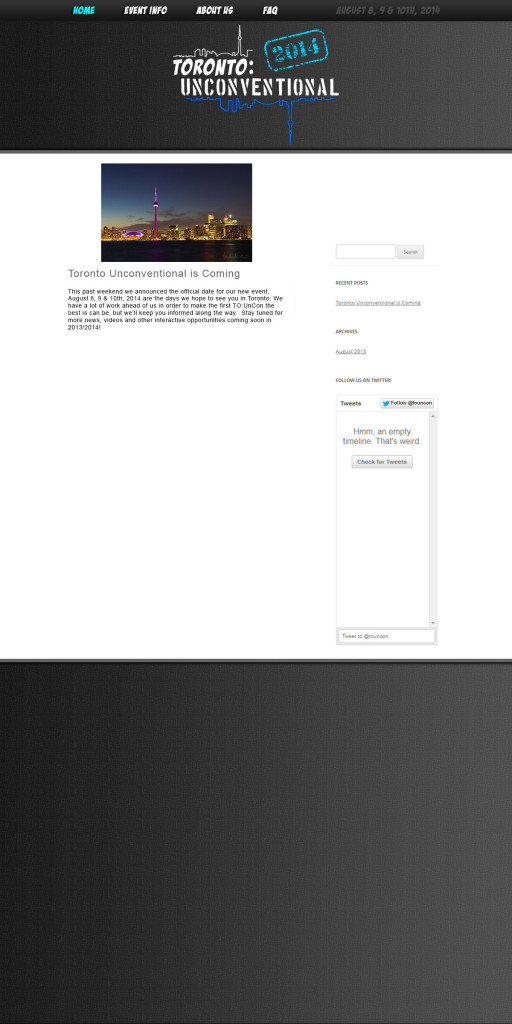 HOME EVENT INFO ABOUT US FAQ AUGUST 8, 9 & 10TH, 2014
2014
TORONTO:
UNCONVENTIONAL
Toronto Unconventional is Coming
This past weekend we announced the official date for our new event.
August 8, 9 & 10th, 2014 are the days we hope to see you in Toronto. We
have a lot of work ahead of us in order to make the first TO:UnCon the
best is can be, but we'll keep you informed along the way. Stay tuned for
more news, videos and other interactive opportunities coming soon in
2013/2014!
Search
RECENT POSTS
Toronto Unconventional is Coming
ARCHIVES
August 2013
FOLLOW US ON TWITTER!
Tweets
Follow @touncon
Hmm, an empty
timeline. That's weird.
Check for Tweets
Tweet to @touncon